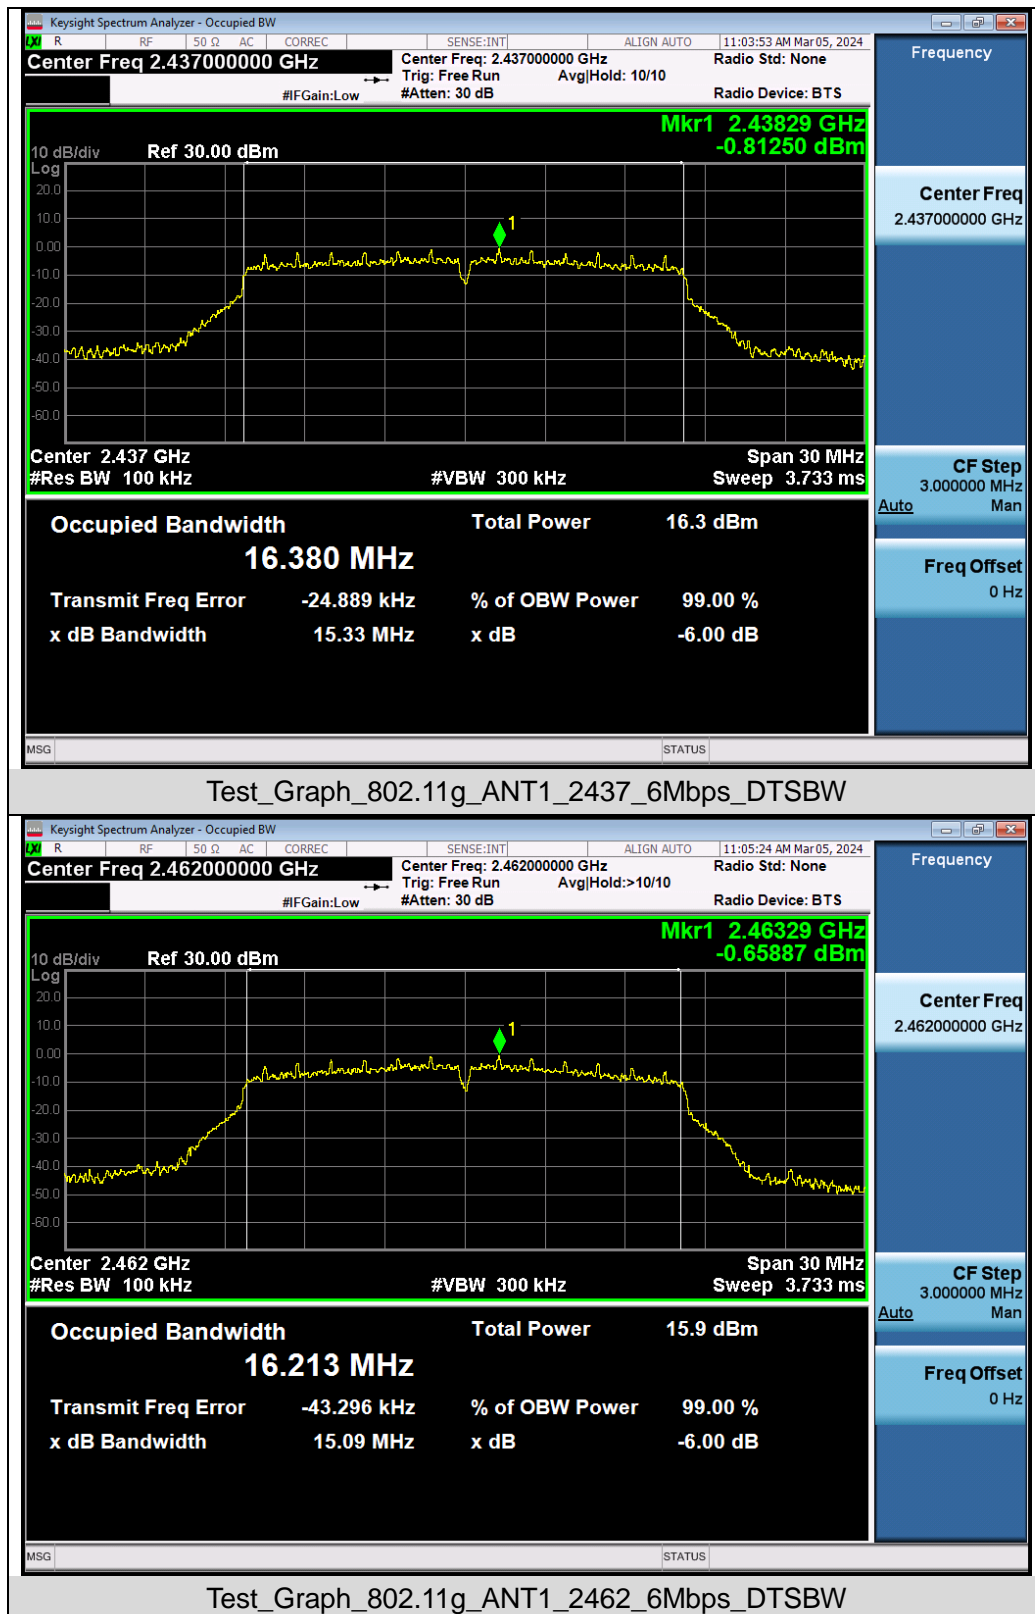 Keysight Spectrum Analyzer - Occupied BW
LXI R RF 50 Ω AC CORREC SENSE:INT ALIGN AUTO 11:03:53 AM Mar 05, 2024
Center Freq 2.437000000 GHz
Center Freq: 2.437000000 GHz
Radio Std: None
Trig: Free Run Avg|Hold: 10/10
#IFGain:Low
#Atten: 30 dB
Radio Device: BTS
Frequency
Mkr1 2.43829 GHz
-0.81250 dBm
10 dB/div Ref 30.00 dBm
Log
20.0
10.0
0.00
-10.0
-20.0
-30.0
-40.0
-50.0
-60.0
1
Center 2.437 GHz
Span 30 MHz
#Res BW 100 kHz
#VBW 300 kHz
Sweep 3.733 ms
Center Freq
2.437000000 GHz
CF Step
3.000000 MHz
Auto Man
Freq Offset
0 Hz
Occupied Bandwidth
16.380 MHz
Total Power 16.3 dBm
Transmit Freq Error -24.889 kHz
% of OBW Power 99.00 %
x dB Bandwidth 15.33 MHz
x dB -6.00 dB
MSG STATUS
Test_Graph_802.11g_ANT1_2437_6Mbps_DTSBW
Keysight Spectrum Analyzer - Occupied BW
LXI R RF 50 Ω AC CORREC SENSE:INT ALIGN AUTO 11:05:24 AM Mar 05, 2024
Center Freq 2.462000000 GHz
Center Freq: 2.462000000 GHz
Radio Std: None
Trig: Free Run Avg|Hold:>10/10
#IFGain:Low
#Atten: 30 dB
Radio Device: BTS
Frequency
Mkr1 2.46329 GHz
-0.65887 dBm
10 dB/div Ref 30.00 dBm
Log
20.0
10.0
0.00
-10.0
-20.0
-30.0
-40.0
-50.0
-60.0
1
Center 2.462 GHz
Span 30 MHz
#Res BW 100 kHz
#VBW 300 kHz
Sweep 3.733 ms
Center Freq
2.462000000 GHz
CF Step
3.000000 MHz
Auto Man
Freq Offset
0 Hz
Occupied Bandwidth
16.213 MHz
Total Power 15.9 dBm
Transmit Freq Error -43.296 kHz
% of OBW Power 99.00 %
x dB Bandwidth 15.09 MHz
x dB -6.00 dB
MSG STATUS
Test_Graph_802.11g_ANT1_2462_6Mbps_DTSBW